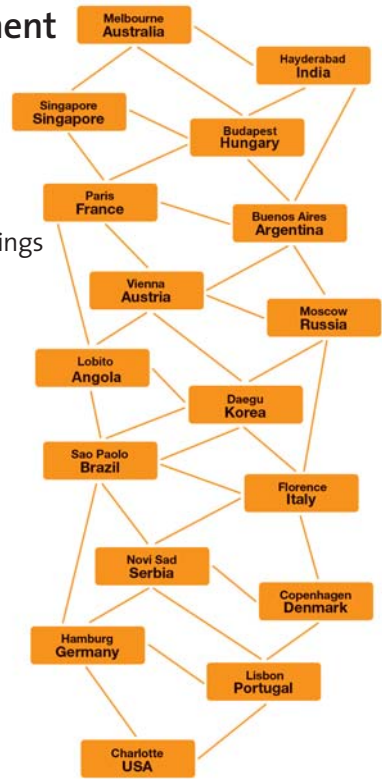 ment
Melbourne
Australia
Hayderabad
India
Singapore
Singapore
Budapest
Hungary
Paris
France
Buenos Aires
Argentina
ings
Vienna
Austria
Moscow
Russia
Lobito
Angola
Daegu
Korea
Sao Paolo
Brazil
Florence
Italy
Novi Sad
Serbia
Copenhagen
Denmark
Hamburg
Germany
Lisbon
Portugal
Charlotte
USA